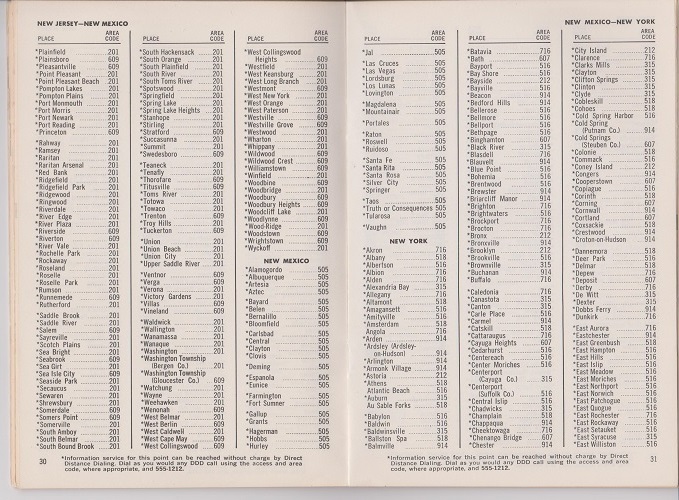 NEW JERSEY—NEW MEXICO
PLACE AREA CODE
*Plainfield 201
*Plainsboro 609
*Pleasantville 609
*Point Pleasant 201
*Point Pleasant Beach 201
*Pompton Lakes 201
*Pompton Plains 201
*Port Monmouth 201
*Port Morris 201
*Port Newark 201
*Port Reading 201
*Princeton 609
*Rahway 201
*Ramsey 201
*Raritan 201
*Raritan Arsenal 201
*Red Bank 201
*Ridgefield 201
*Ridgefield Park 201
*Ridgewood 201
*Ringwood 201
*Riverdale 201
*River Edge 201
*River Plaza 201
*Riverside 609
*Riverton 609
*River Vale 201
*Rochelle Park 201
*Rockaway 201
*Roseland 201
*Roselle 201
*Roselle Park 201
*Rumson 201
*Runnemede 609
*Rutherford 201
*Saddle Brook 201
*Saddle River 201
*Salem 609
*Sayreville 201
*Scotch Plains 201
*Sea Bright 201
*Seabrook 609
*Sea Girt 201
*Sea Isle City 609
*Seaside Park 201
*Secaucus 201
*Sewaren 201
*Shrewsbury 201
*Somerdale 609
*Somers Point 609
*Somerville 201
*South Amboy 201
*South Belmar 201
*South Bound Brook 201
PLACE AREA CODE
*South Hackensack 201
*South Orange 201
*South Plainfield 201
*South River 201
*South Toms River 201
*Spotswood 201
*Springfield 201
*Spring Lake 201
*Spring Lake Heights 201
*Stanhope 201
*Stirling 201
*Stratford 609
*Succasunna 201
*Summit 201
*Swedesboro 609
*Teaneck 201
*Tenafly 201
*Thorofare 609
*Titusville 609
*Toms River 201
*Totowa 201
*Towaco 201
*Trenton 609
*Troy Hills 201
*Tuckerton 609
*Union 201
*Union Beach 201
*Union City 201
*Upper Saddle River 201
*Ventnor 609
*Verga 609
*Verona 201
*Victory Gardens 201
*Villas 609
*Vineland 609
*Waldwick 201
*Wallington 201
*Wanamassa 201
*Wanaque 201
*Washington 201
*Washington Township
(Bergen Co.) 201
*Washington Township
(Gloucester Co.) 609
*Watchung 201
*Wayne 201
*Weehawken 201
*Wenonah 609
*West Belmar 201
*West Berlin 609
*West Caldwell 201
*West Cape May 609
*West Collingswood 609
PLACE AREA CODE
*West Collingswood
Heights 609
*Westfield 201
*West Keansburg 201
*West Long Branch 201
*Westmont 609
*West New York 201
*West Orange 201
*West Paterson 201
*Westville 609
*Westville Grove 609
*Westwood 201
*Wharton 201
*Whippany 201
*Wildwood 609
*Wildwood Crest 609
*Williamstown 609
*Winfield 201
*Woodbine 609
*Woodbridge 201
*Woodbury 609
*Woodbury Heights 609
*Woodcliff Lake 201
*Woodlynne 609
*Wood-Ridge 201
*Woodstown 609
*Wrightstown 609
*Wyckoff 201
NEW MEXICO
*Alamogordo 505
*Albuquerque 505
*Artesia 505
*Aztec 505
*Bayard 505
*Belen 505
*Bernalillo 505
*Bloomfield 505
*Carlsbad 505
*Central 505
*Clayton 505
*Clovis 505
*Deming 505
*Espanola 505
*Eunice 505
*Farmington 505
*Fort Sumner 505
*Gallup 505
*Grants 505
*Hagerman 505
*Hobbs 505
*Hurley 505
30
*Information service for this point can be reached without charge by Direct
Distance Dialing. Dial as you would any DDD call using the access and area
code, where appropriate, and 555-1212.
NEW MEXICO—NEW YORK
PLACE AREA CODE
*Jal 505
*Las Cruces 505
*Las Vegas 505
*Lordsburg 505
*Los Lunas 505
*Lovington 505
*Magdalena 505
*Mountainair 505
*Portales 505
*Raton 505
*Roswell 505
*Ruidoso 505
*Santa Fe 505
*Santa Rita 505
*Santa Rosa 505
*Silver City 505
*Springer 505
*Taos 505
*Truth or Consequences 505
*Tularosa 505
*Vaughn 505
NEW YORK
*Akron 716
*Albany 518
*Albertson 516
*Albion 716
*Alden 716
*Alexandria Bay 315
*Allegany 716
*Altamont 518
*Amagansett 516
*Amityville 516
*Amsterdam 518
Angola 716
*Arden 914
*Ardsley (Ardsley-
on-Hudson) 914
*Arlington 914
*Armonk Village 914
*Astoria 212
*Athens 518
Atlantic Beach 516
*Auburn 315
Au Sable Forks 518
*Babylon 516
*Baldwin 516
*Baldwinsville 315
*Ballston Spa 518
*Balmville 914
PLACE AREA CODE
*Batavia 716
*Bath 607
Bayport 516
*Bay Shore 516
*Bayside 212
*Bayville 516
*Beacon 914
*Bedford Hills 914
*Bellerose 516
*Bellmore 516
*Bellport 516
*Bethpage 516
*Binghamton 607
*Black River 315
*Blasdell 716
*Blauvelt 914
*Blue Point 516
*Bohemia 516
*Brentwood 516
*Brewster 914
*Briarcliff Manor 914
*Brighton 716
*Brightwaters 516
*Brockport 716
*Brocton 716
*Bronx 212
*Bronxville 914
*Brooklyn 212
*Brookville 516
*Brownville 315
*Buchanan 914
*Buffalo 716
*Caledonia 716
*Canastota 315
*Canton 315
*Carle Place 516
*Carmel 914
*Catskill 518
*Cattaraugus 716
*Cayuga Heights 607
*Cedarhurst 516
*Centereach 516
*Center Moriches 516
*Centerport
(Cayuga Co.) 315
*Centerport
(Suffolk Co.) 516
*Central Islip 516
*Chadwicks 315
*Champlain 518
*Chappaqua 914
*Cheektowaga 716
*Chenango Bridge 607
*Chester 914
PLACE AREA CODE
*City Island 212
*Clarence 716
*Clarks Mills 315
*Clayton 315
*Clifton Springs 315
*Clinton 315
*Clyde 315
*Cobleskill 518
*Cohoes 518
*Cold Spring Harbor 516
*Cold Spring
(Putnam Co.) 914
*Cold Springs
(Steuben Co.) 607
*Colonie 518
*Commack 516
*Coney Island 212
*Congers 914
*Cooperstown 607
*Copiague 516
*Corinth 518
*Corning 607
*Cornwall 914
*Cortland 607
*Coxsackie 518
*Crestwood 914
*Croton-on-Hudson 914
*Dannemora 518
*Deer Park 516
*Delmar 518
*Depew 716
*Deposit 607
*Derby 716
*De Witt 315
*Dexter 315
*Dobbs Ferry 914
*Dunkirk 716
*East Aurora 716
*Eastchester 914
*East Greenbush 518
*East Hampton 516
*East Hills 516
*East Islip 516
*East Meadow 516
*East Moriches 516
*East Northport 516
*East Norwich 516
*East Patchogue 516
*East Quogue 516
*East Rochester 716
*East Rockaway 516
*East Setauket 516
*East Syracuse 315
*East Williston 516
*Information service for this point can be reached without charge by Direct
Distance Dialing. Dial as you would any DDD call using the access and area
code, where appropriate, and 555-1212.
31